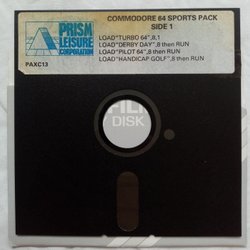 PRISM
LEISURE
CORPORATION
PAXC13
COMMODORE 64 SPORTS PACK
SIDE 1
LOAD"TURBO 64",8,1
LOAD"DERBY DAY",8 then RUN
LOAD"PILOT 64",8 then RUN
LOAD"HANDICAP GOLF",8 then RUN
DISK